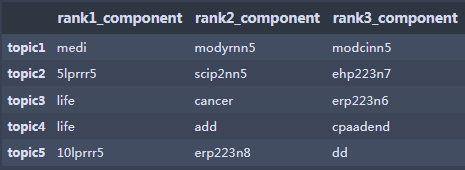 rank1_component rank2_component rank3_component
topic1 medi modyrnn5 modcinn5
topic2 5lprrr5 scip2nn5 ehp223n7
topic3 life cancer erp223n6
topic4 life add cpaadend
topic5 10lprrr5 erp223n8 dd